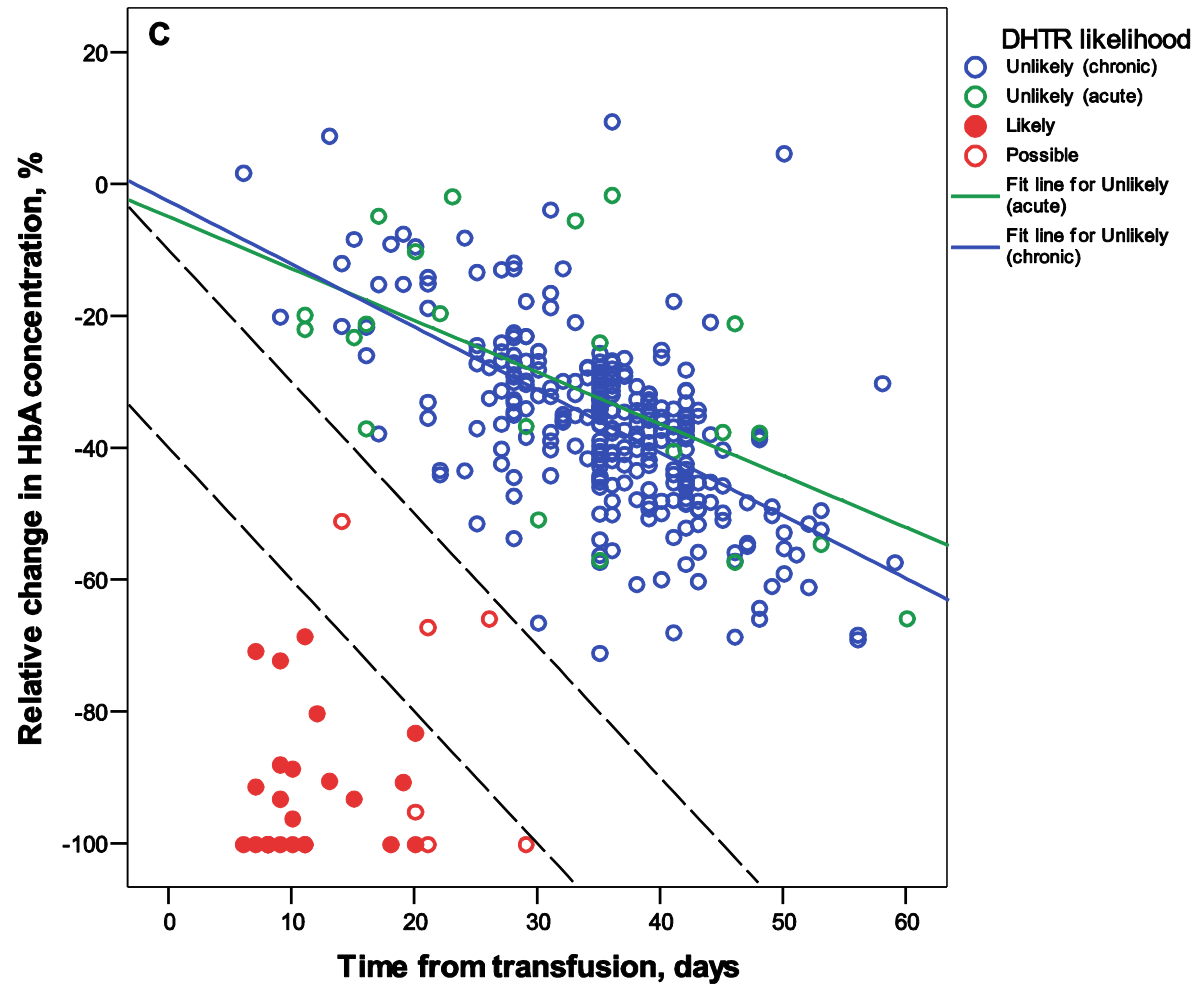 C
DHTR likelihood
Unlikely (chronic)
Unlikely (acute)
Likely
Possible
Fit line for Unlikely
(acute)
Fit line for Unlikely
(chronic)
Relative change in HbA concentration, %
20
0
-20
-40
-60
-80
-100
0
10
20
30
40
50
60
Time from transfusion, days